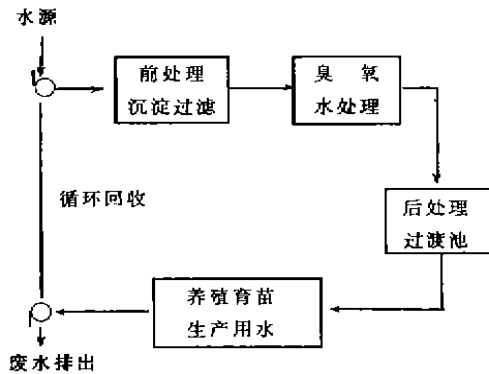 水源
前处理
沉淀过滤
臭氧
水处理
循环回收
后处理
过渡池
养殖育苗
生产用水
废水排出